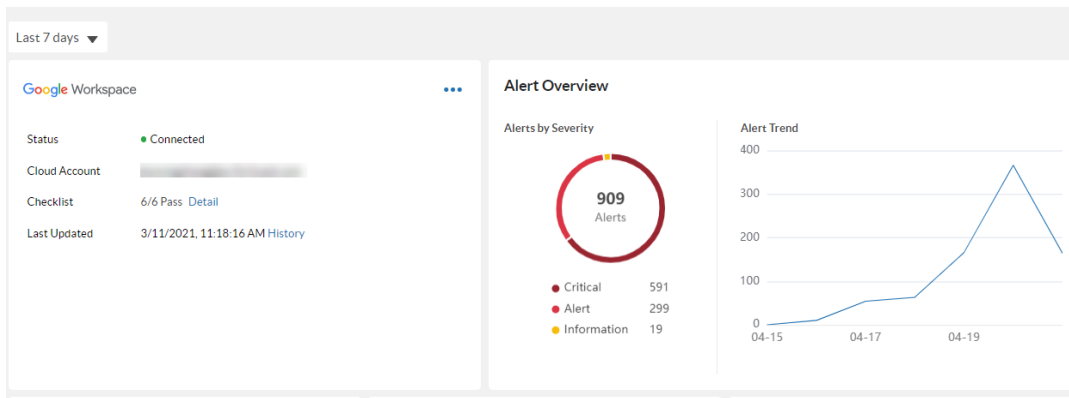 Last 7 days
Google Workspace
Status Connected
Cloud Account
Checklist 6/6 Pass Detail
Last Updated 3/11/2021, 11:18:16 AM History
Alert Overview
Alerts by Severity
909
Alerts
Critical 591
Alert 299
Information 19
Alert Trend
400
300
200
100
0
04-15 04-17 04-19